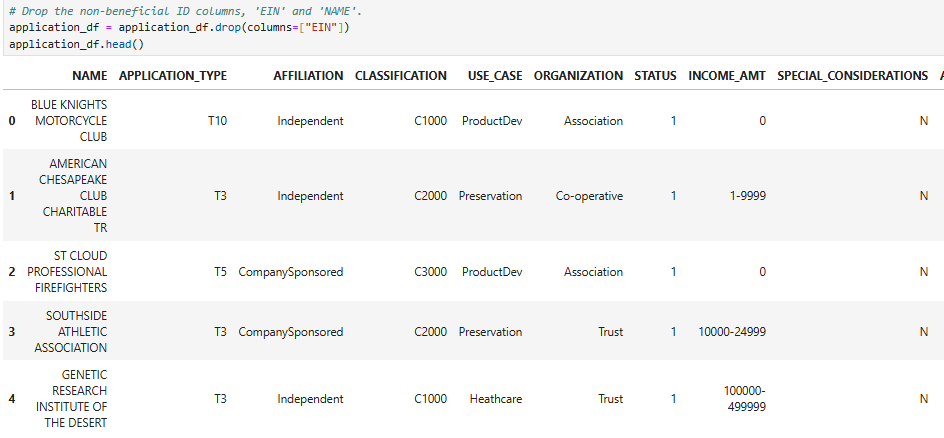 # Drop the non-beneficial ID columns, 'EIN' and 'NAME'.
application_df = application_df.drop(columns=["EIN"])
application_df.head()
NAME APPLICATION_TYPE AFFILIATION CLASSIFICATION USE_CASE ORGANIZATION STATUS INCOME_AMT SPECIAL_CONSIDERATIONS
BLUE KNIGHTS
0 MOTORCYCLE T10 Independent C1000 ProductDev Association 1 0 N
CLUB
AMERICAN
CHESAPEAKE
1 CLUB T3 Independent C2000 Preservation Co-operative 1 1-9999 N
CHARITABLE
TR
ST CLOUD
2 PROFESSIONAL T5 CompanySponsored C3000 ProductDev Association 1 0 N
FIREFIGHTERS
SOUTHSIDE
3 ATHLETIC T3 CompanySponsored C2000 Preservation Trust 1 10000-24999 N
ASSOCIATION
GENETIC
RESEARCH 100000-
4 INSTITUTE OF T3 Independent C1000 Heathcare Trust 1 499999 N
THE DESERT